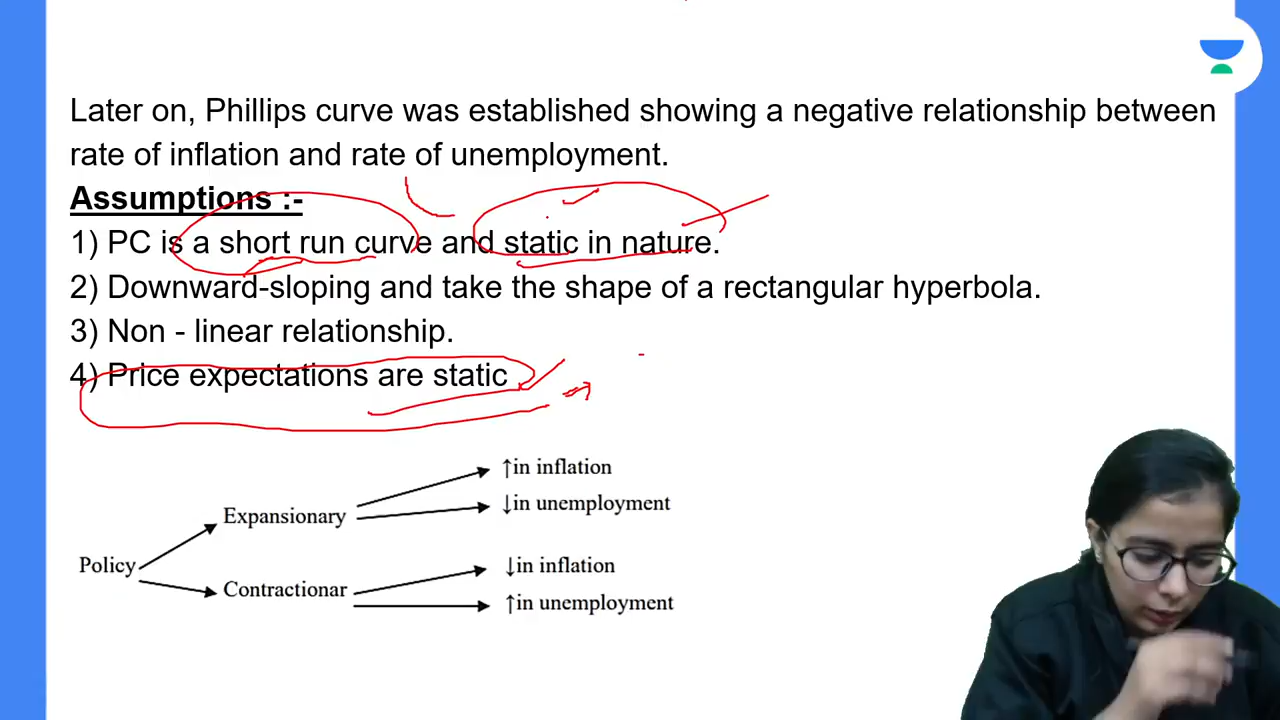 Later on, Phillips curve was established showing a negative relationship between
rate of inflation and rate of unemployment.
Assumptions :-
1) PC is a short run curve and static in nature.
2) Downward-sloping and take the shape of a rectangular hyperbola.
3) Non - linear relationship.
4) Price expectations are static
↑in inflation
Expansionary
↓in unemployment
Policy
↓in inflation
Contractionar
↑in unemployment